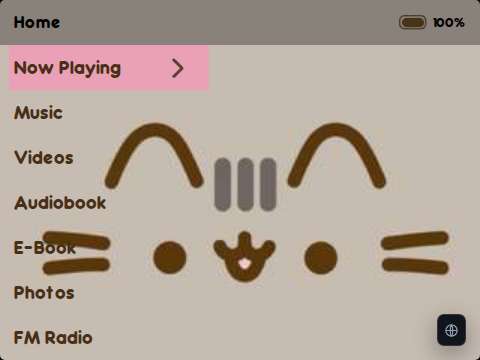 Home
100%
Now Playing
Music
Videos
Audiobook
E-Book
Photos
FM Radio